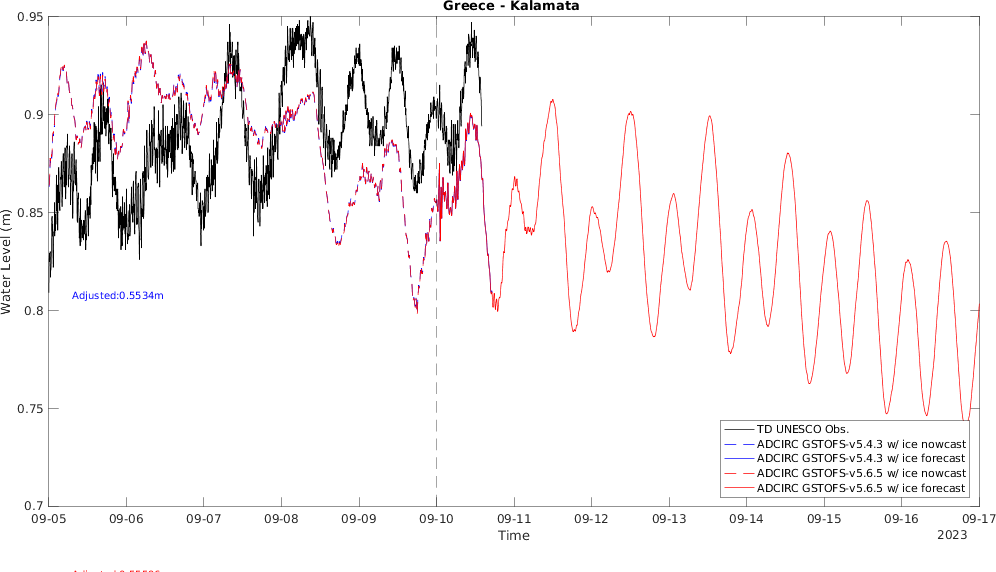 Greece - Kalamata
0.95
0.9
0.85
0.8
0.75
0.7
Water Level (m)
Adjusted:0.5534m
TD UNESCO Obs.
ADCIRC GSTOFS-v5.4.3 w/ ice nowcast
ADCIRC GSTOFS-v5.4.3 w/ ice forecast
ADCIRC GSTOFS-v5.6.5 w/ ice nowcast
ADCIRC GSTOFS-v5.6.5 w/ ice forecast
09-05 09-06 09-07 09-08 09-09 09-10 09-11 09-12 09-13 09-14 09-15 09-16 09-17
Time
2023